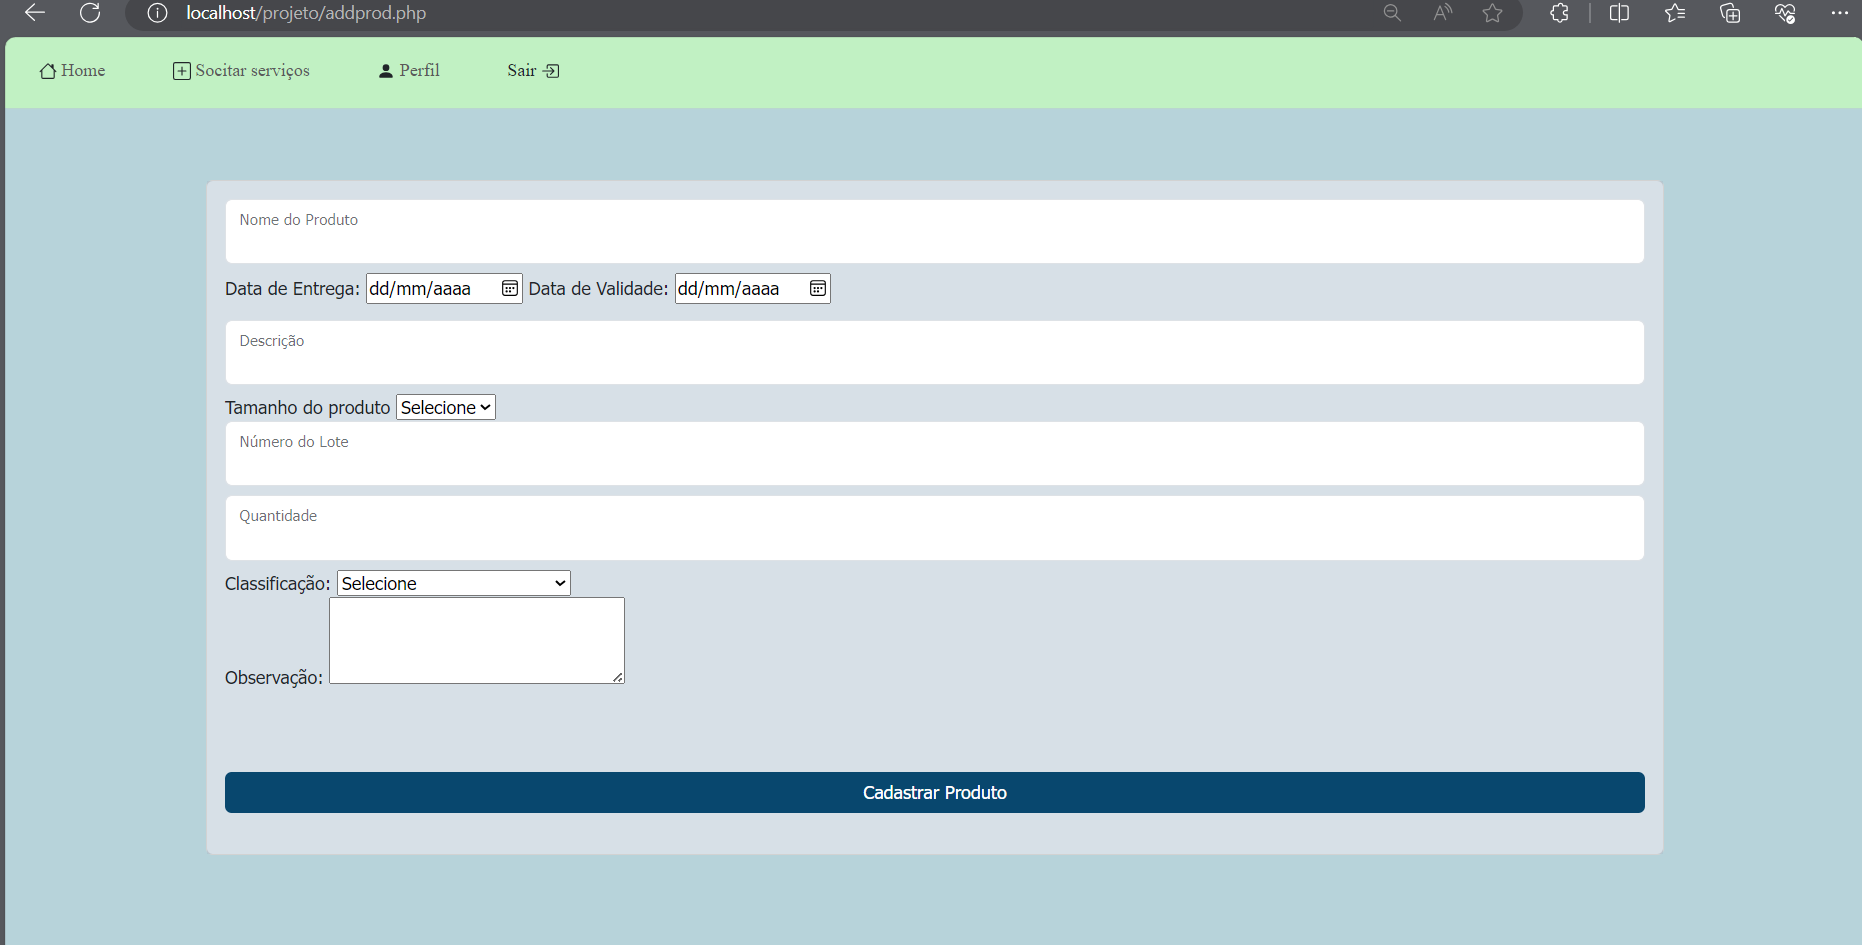 localhost/projeto/addprod.php
Home Socitar serviços Perfil Sair
Nome do Produto
Data de Entrega: dd/mm/aaaa Data de Validade: dd/mm/aaaa
Descrição
Tamanho do produto Selecione
Número do Lote
Quantidade
Classificação: Selecione
Observação:
Cadastrar Produto